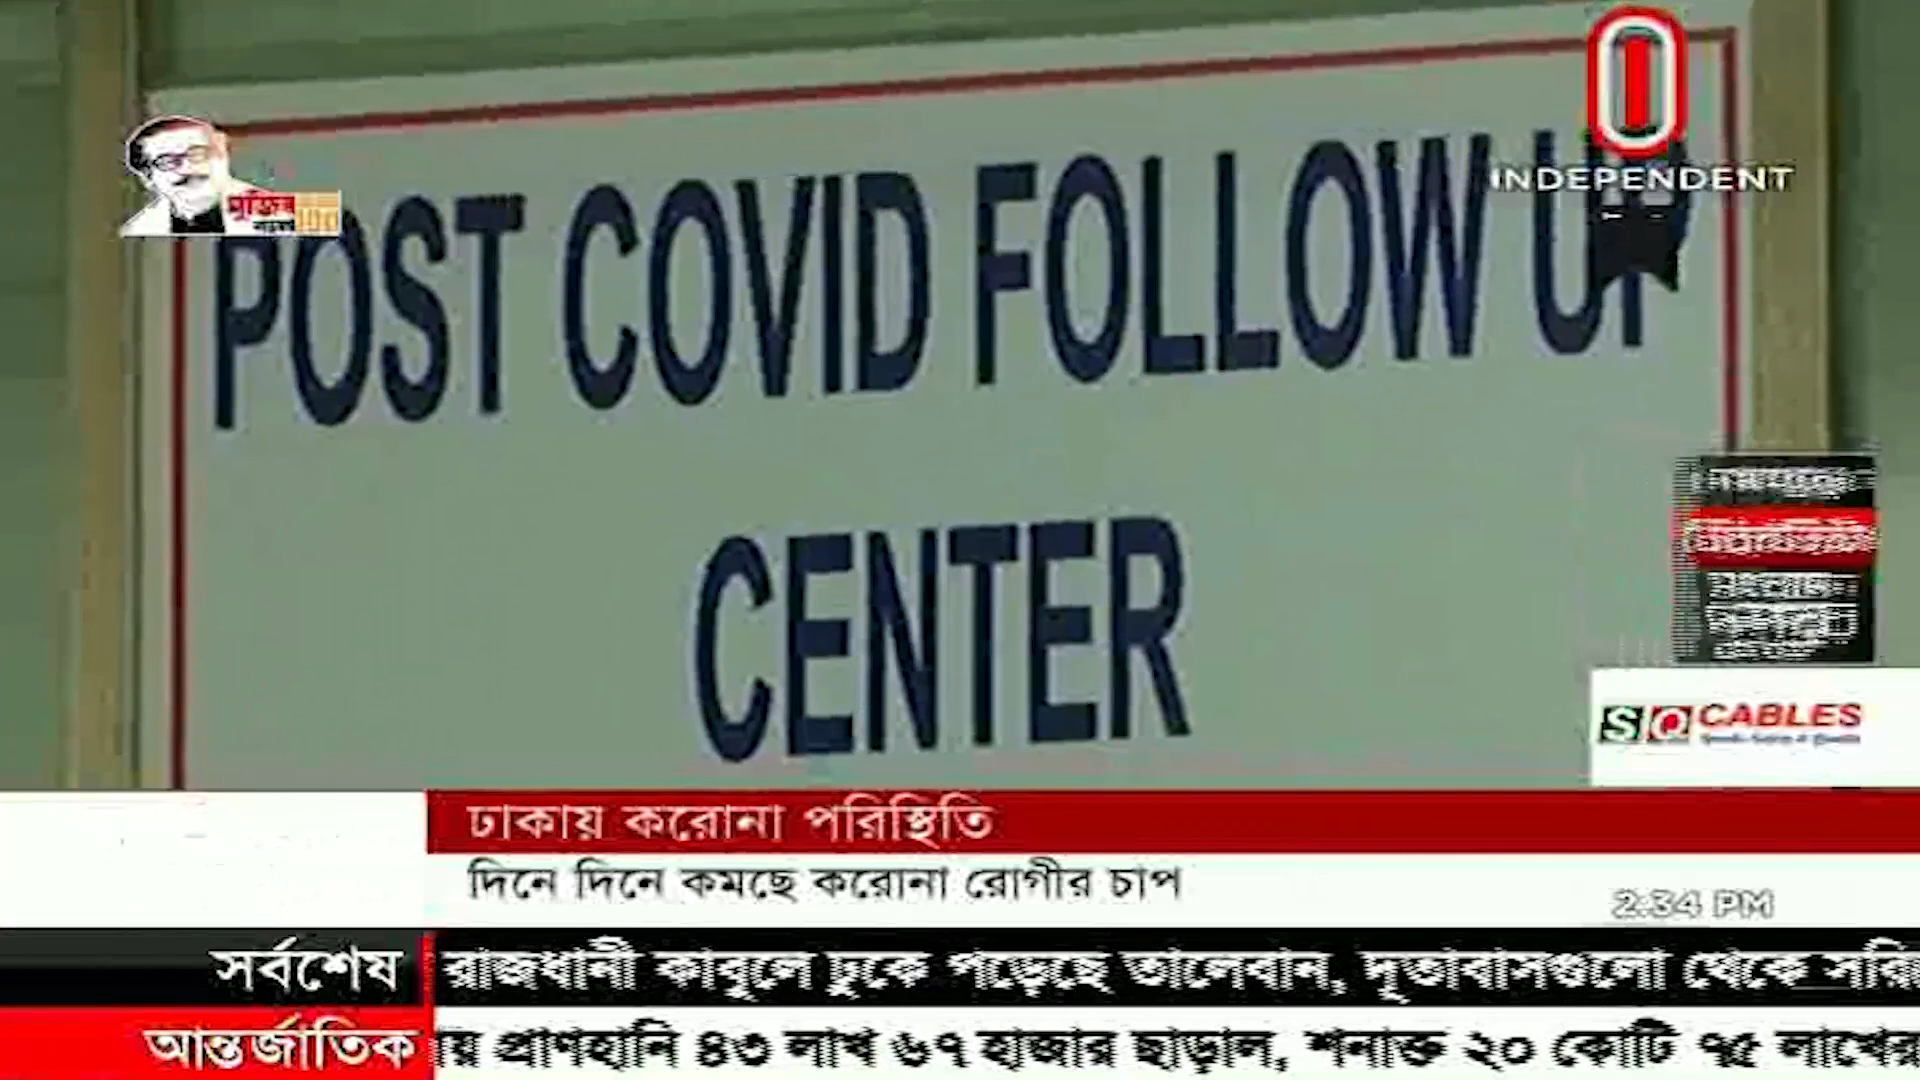 INDEPENDENT
মুজিব
POST COVID FOLLOW UP
CENTER
SQ CABLES
ঢাকায় করোনা পরিস্থিতি
দিনে দিনে কমছে করোনা রোগীর চাপ
2:34 PM
সর্বশেষ
রাজধানী কাবুলে ঢুকে পড়েছে তালেবান, দূতাবাসগুলো থেকে
আন্তর্জাতিক
প্রাণহানি ৪৩ লাখ ৬৭ হাজার ছাড়াল, শনাক্ত ২০ কোটি ৭৫ লাখের